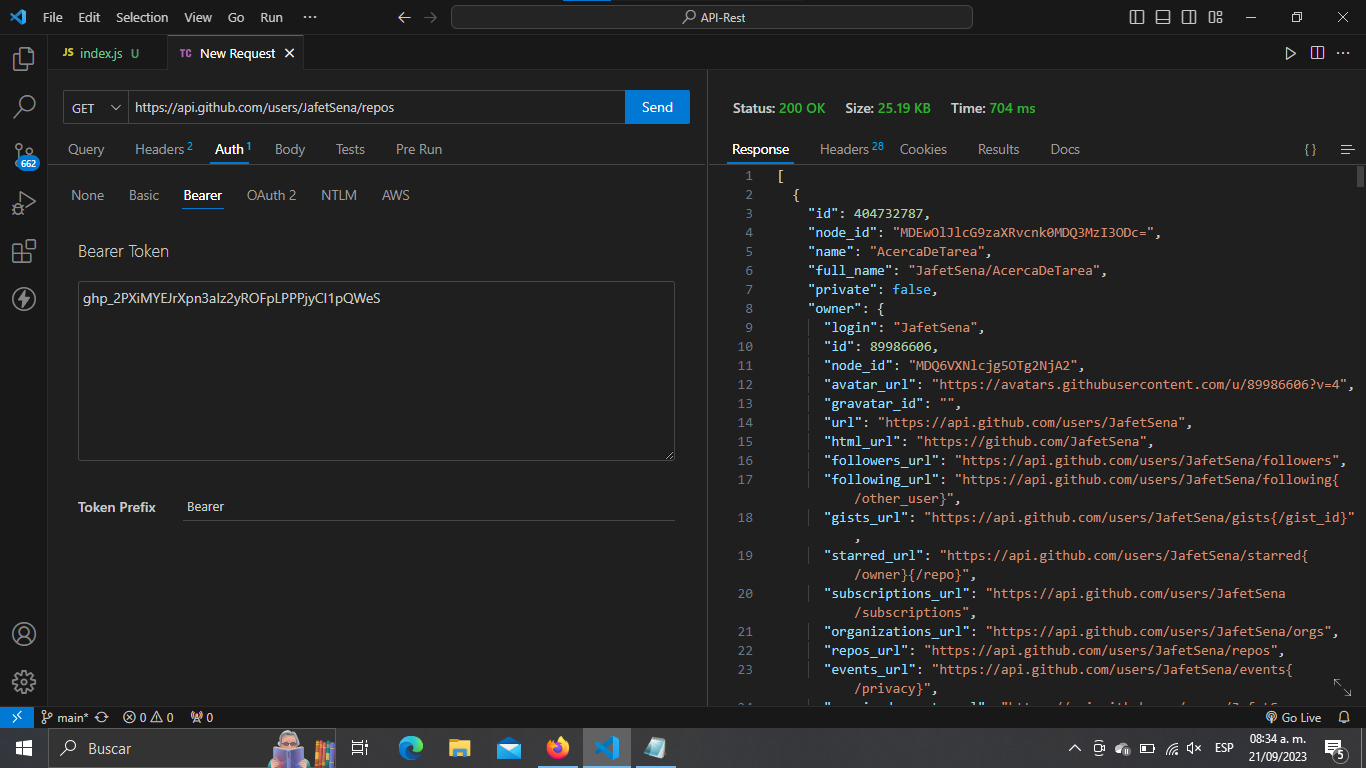 File Edit Selection View Go Run ··· API-Rest
JS index.js U
TC New Request
GET https://api.github.com/users/JafetSena/repos Send
Query Headers 2 Auth 1 Body Tests Pre Run
None Basic Bearer OAuth 2 NTLM AWS
Bearer Token
Token Prefix Bearer
662
Status: 200 OK Size: 25.19 KB Time: 704 ms
Response Headers 28 Cookies Results Docs { }
1 [
2 {
3 "id": 404732787,
4 "node_id": "MDEwOlJlcG9zaXRvcnk0MDQ3MzI3ODc=",
5 "name": "AcercaDeTarea",
6 "full_name": "JafetSena/AcercaDeTarea",
7 "private": false,
8 "owner": {
9 "login": "JafetSena",
10 "id": 89986606,
11 "node_id": "MDQ6VXNlcjg5OTg2NjA2",
12 "avatar_url": "https://avatars.githubusercontent.com/u/89986606?v=4",
13 "gravatar_id": "",
14 "url": "https://api.github.com/users/JafetSena",
15 "html_url": "https://github.com/JafetSena",
16 "followers_url": "https://api.github.com/users/JafetSena/followers",
17 "following_url": "https://api.github.com/users/JafetSena/following{
/other_user}",
18 "gists_url": "https://api.github.com/users/JafetSena/gists{/gist_id}"
,
19 "starred_url": "https://api.github.com/users/JafetSena/starred{
/owner}{/repo}",
20 "subscriptions_url": "https://api.github.com/users/JafetSena
/subscriptions",
21 "organizations_url": "https://api.github.com/users/JafetSena/orgs",
22 "repos_url": "https://api.github.com/users/JafetSena/repos",
23 "events_url": "https://api.github.com/users/JafetSena/events{
/privacy}",
main* 0 0 0 Go Live
Buscar ESP 08:34 a. m.
21/09/2023 5